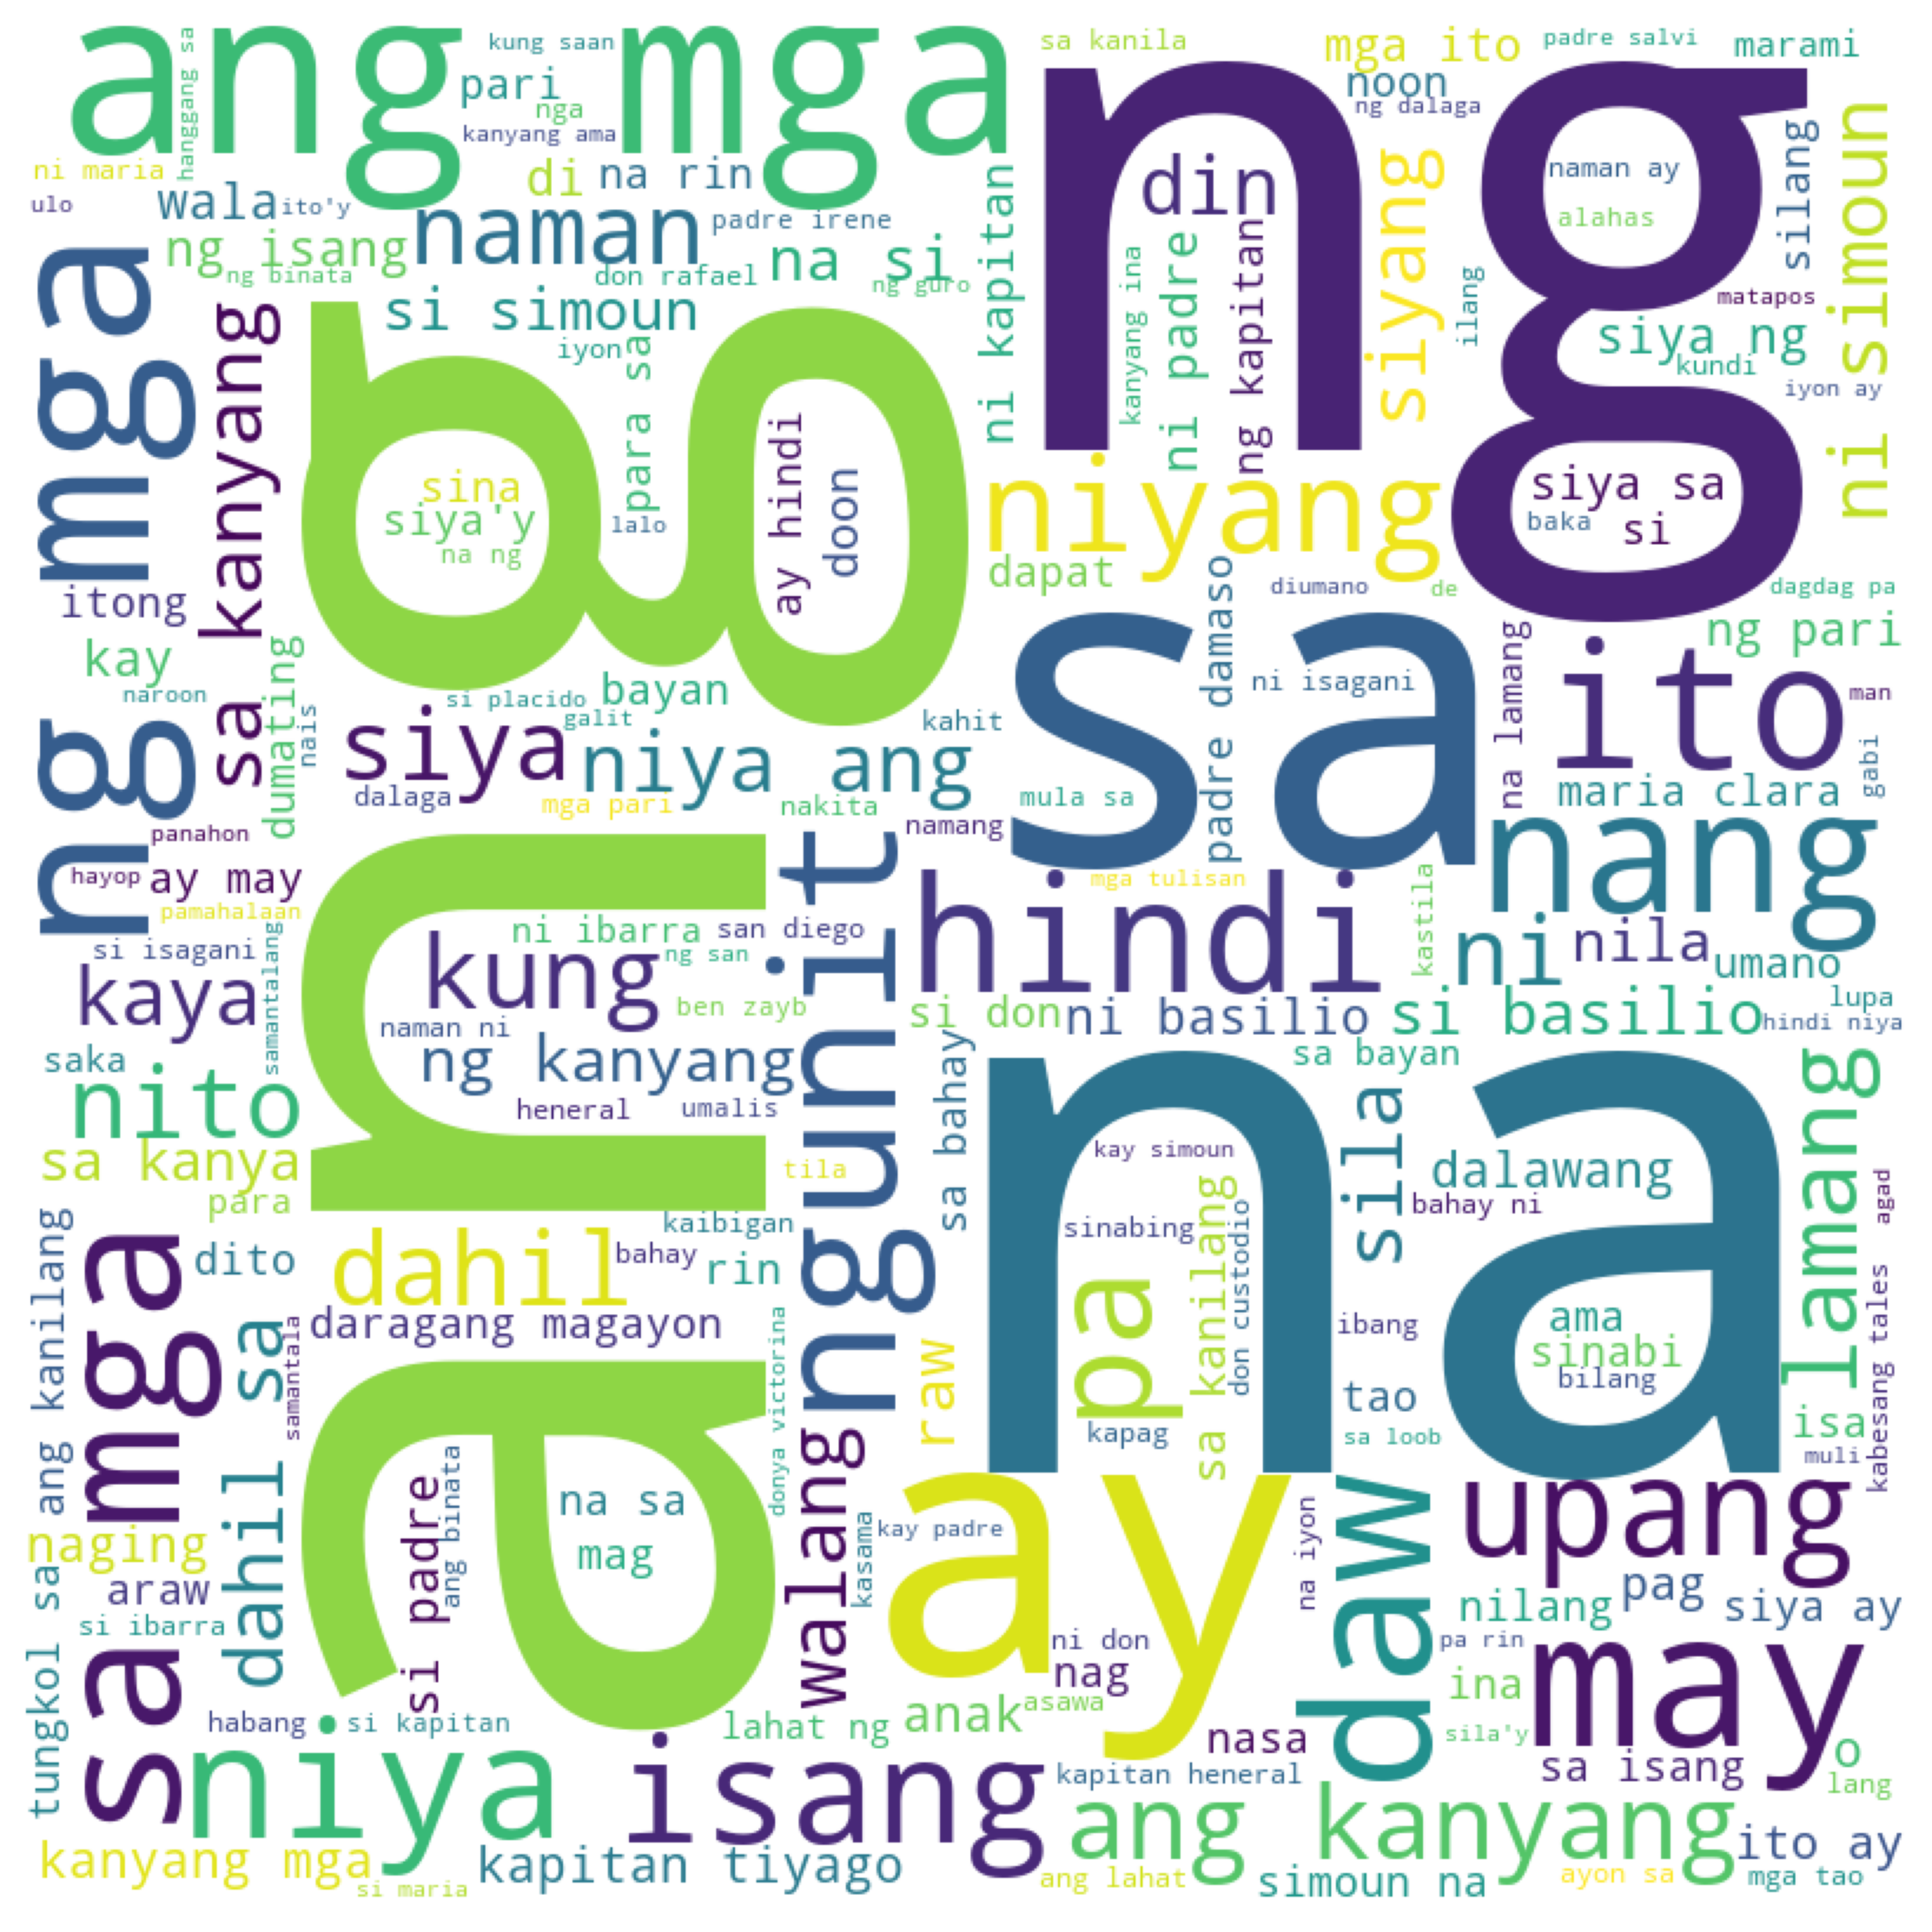 ang mga
kung saan
sa kanila
mga ito
padre salvi
marami
hanggang sa
pari
noon
nga
ng dalaga
kanyang ama
ng
ni maria
di
na rin
ni kapitan
din
siyang
naman ay
silang
ni simoun
ulo
wala
ito'y
naman
padre irene
alahas
ng isang
ng binata
don rafael
na si
ng guro
kanyang ina
ni padre
ang kapitan
ilang
matapos
ng mga
sa kanyang
si simoun
iyon
para sa
siya ng
kundi
iyon ay
ang
ay hindi
doon
sina
siya'y
lalo
na ng
niyang
siya sa
baka
si
itong
dapat
padre damaso
diumano
de
dagdag pa
kay
naroon
dumating
nais
si placido
bayan
galit
kahit
sa
ni isagani
na lamang
ito
ng pari
man
siya
niya ang
dalaga
mga pari
nakita
mula sa
maria clara
gabi
panahon
namang
nang
hayop
ay may
ngunit
hindi
mga tulisan
kastila
pamahalaan
si isagani
samantalang
ni ibarra
san diego
ni
nila
umano
kaya
kung
ng san
ben zayb
si don
ni basilio
si basilio
lupa
hindi niya
saka
naman ni
ng kanyang
sa bahay
sa bayan
nito
heneral
umalis
na
kay simoun
sila
dalawang
lamang
sa kanya
tila
bahay ni
agad
para
kaibigan
sinabing
sa kanilang
don custodio
ang kanilang
sa mga
dito
dahil
bahay
rin
pa
ibang
ama
sinabi
bilang
kabesang tales
dahil sa
samantala
daragang magayon
donya victorina
raw
tao
isa
kapag
sa loob
muli
walang
ay
daw
upang
naging
si padre
ang binata
na sa
mag
kasama
kay padre
na iyon
araw
pag
nilang
siya ay
si ibarra
tungkol sa
ni don
nag
pa rin
may
ina
habang
si kapitan
lahat ng
anak
asawa
nasa
sila'y
o
niya
isang
kapitan heneral
sa isang
lang
ang kanyang
ito ay
kanyang mga
si maria
kapitan tiyago
ang lahat
simoun na
ayon sa
mga tao